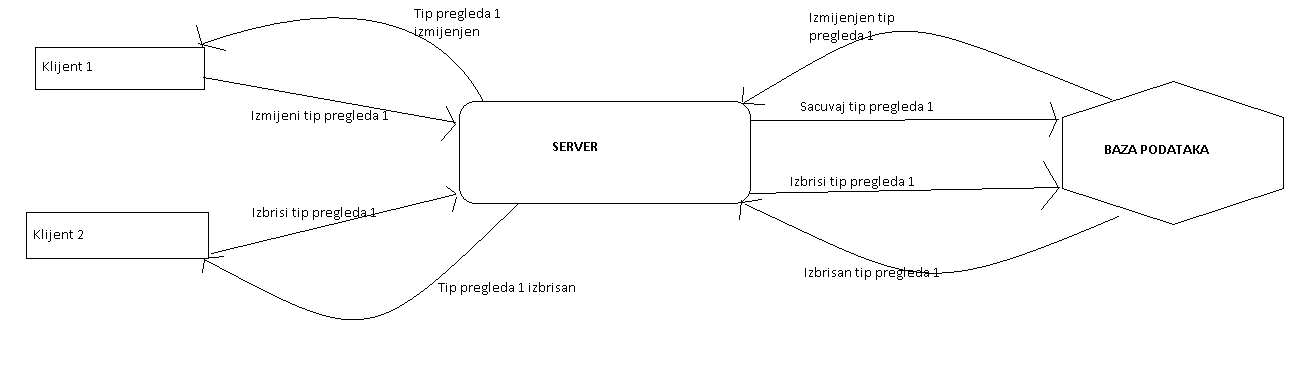 Tip pregleda 1
izmijenjen
Izmijenjen tip
pregleda 1
Klijent 1
Izmijeni tip pregleda 1
Sacuvaj tip pregleda 1
SERVER
BAZA PODATAKA
Izbrisi tip pregleda 1
Izbrisi tip pregleda 1
Klijent 2
Izbrisan tip pregleda 1
Tip pregleda 1 izbrisan